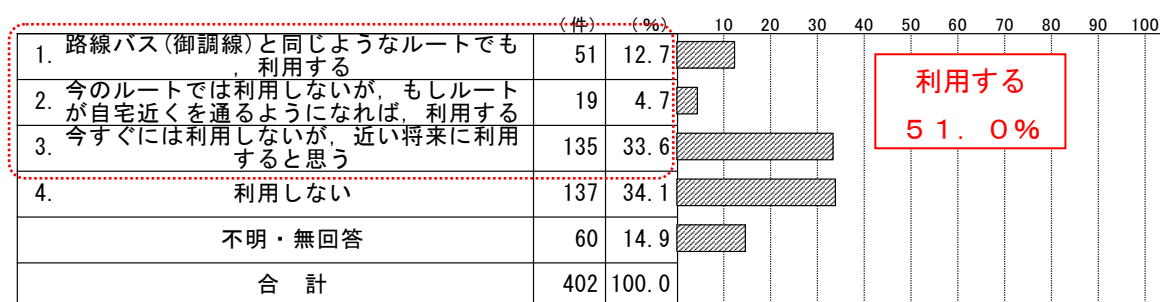 (件) (%) 10 20 30 40 50 60 70 80 90 100
1. 路線バス(御調線)と同じようなルートでも
，利用する 51 12.7
2. 今のルートでは利用しないが，もしルート
が自宅近くを通るようになれば，利用する 19 4.7
3. 今すぐには利用しないが，近い将来に利用
すると思う 135 33.6
4. 利用しない 137 34.1
不明・無回答 60 14.9
合 計 402 100.0
利用する
５１．０％